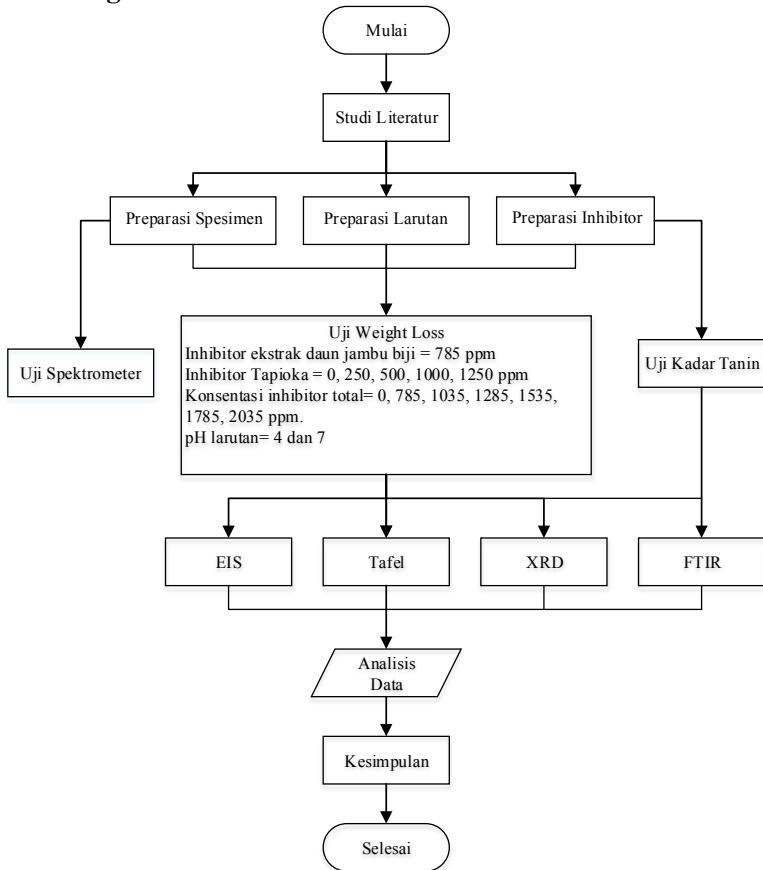 Mulai
Studi Literatur
Preparasi Spesimen
Preparasi Larutan
Preparasi Inhibitor
Uji Spektrometer
Uji Weight Loss
Inhibitor ekstrak daun jambu biji = 785 ppm
Inhibitor Tapioka = 0, 250, 500, 1000, 1250 ppm
Konsentasi inhibitor total= 0, 785, 1035, 1285, 1535,
1785, 2035 ppm.
pH larutan= 4 dan 7
Uji Kadar Tanin
EIS
Tafel
XRD
FTIR
Analisis
Data
Kesimpulan
Selesai